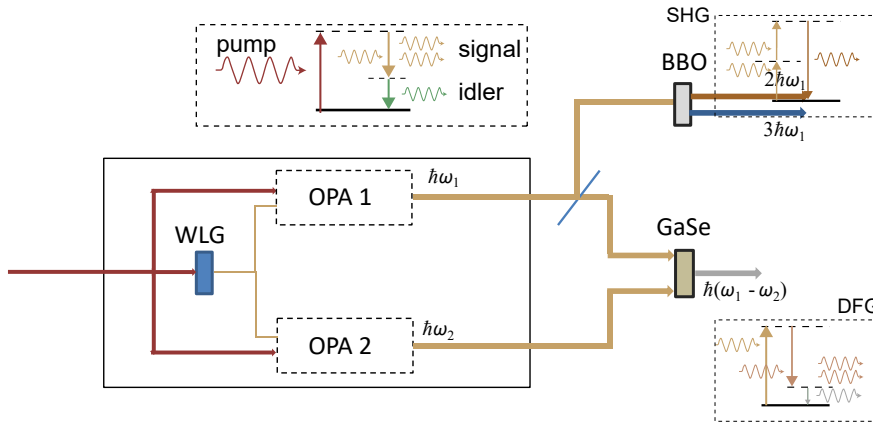 SHG
pump
signal
idler
BBO
2ħω₁
3ħω₁
OPA 1
ħω₁
WLG
GaSe
ħ(ω₁ - ω₂)
OPA 2
ħω₂
DFG